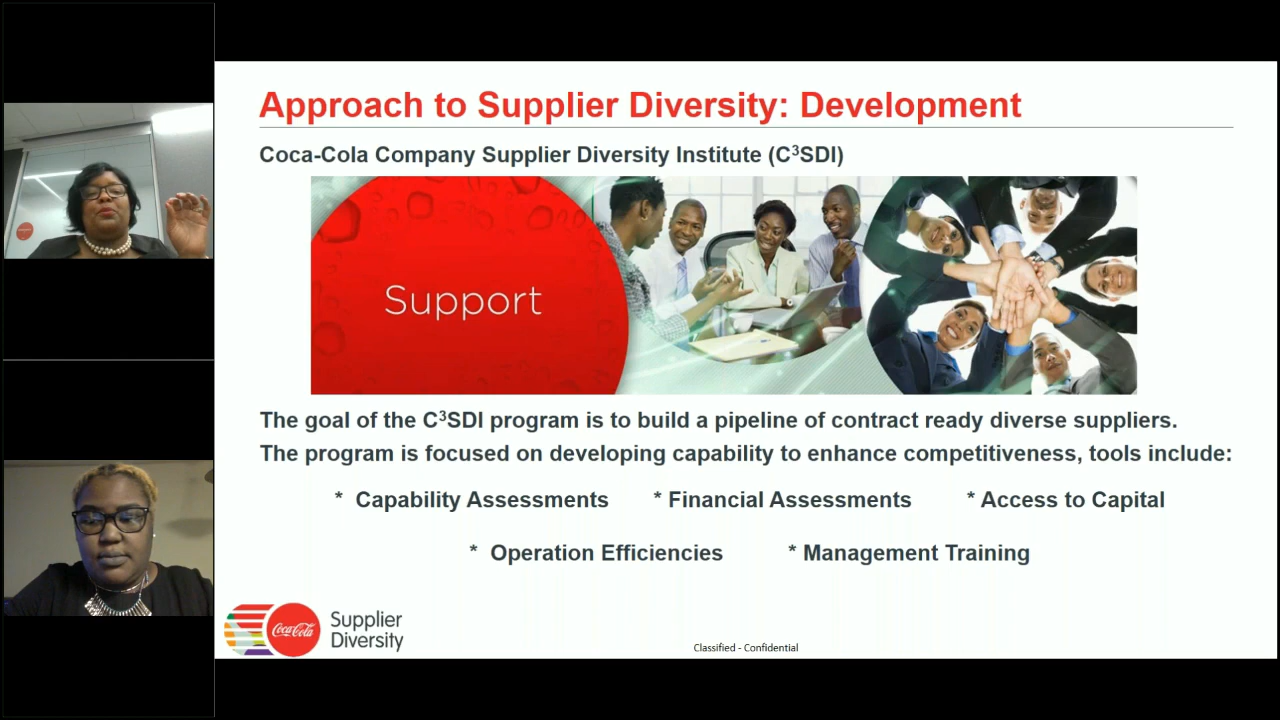 Approach to Supplier Diversity: Development
Coca-Cola Company Supplier Diversity Institute (C³SDI)
Support
The goal of the C³SDI program is to build a pipeline of contract ready diverse suppliers.
The program is focused on developing capability to enhance competitiveness, tools include:
* Capability Assessments * Financial Assessments * Access to Capital
* Operation Efficiencies * Management Training
Coca-Cola
Supplier
Diversity
Classified - Confidential